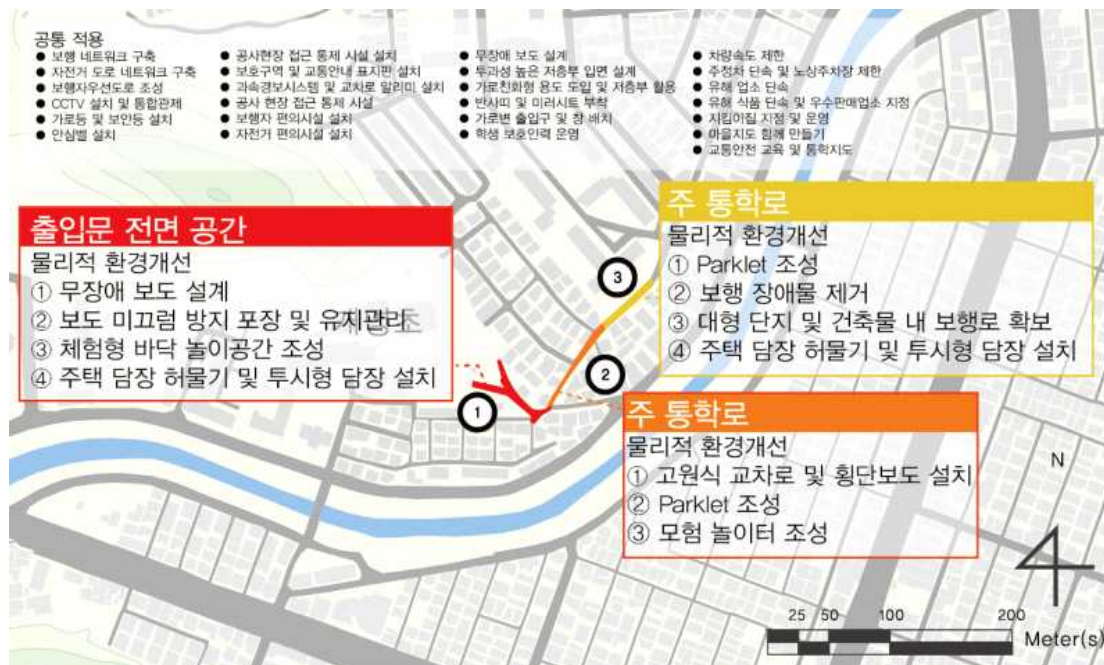 공통 적용
● 보행 네트워크 구축
● 자전거 도로 네트워크 구축
● 보행자우선도로 조성
● CCTV 설치 및 통합관제
● 가로등 및 보안등 설치
● 안심벨 설치
● 공사현장 접근 통제 시설 설치
● 보호구역 및 교통안내 표지판 설치
● 과속경보시스템 및 교차로 알리미 설치
● 공사 현장 접근 통제 시설
● 보행자 편의시설 설치
● 자전거 편의시설 설치
● 무장애 보도 설계
● 투과성 높은 저층부 입면 설계
● 가로친화형 용도 도입 및 저층부 활용
● 반사띠 및 미러시트 부착
● 가로변 출입구 및 창 배치
● 학생 보호인력 운영
● 차량속도 제한
● 주정차 단속 및 노상주차장 제한
● 유해 업소 단속
● 유해 식품 단속 및 우수판매업소 지정
● 지킴이집 지정 및 운영
● 마을지도 함께 만들기
● 교통안전 교육 및 통학지도
출입문 전면 공간
물리적 환경개선
① 무장애 보도 설계
② 보도 미끄럼 방지 포장 및 유지관리
③ 체험형 바닥 놀이공간 조성
④ 주택 담장 허물기 및 투시형 담장 설치
주 통학로
물리적 환경개선
① Parklet 조성
② 보행 장애물 제거
③ 대형 단지 및 건축물 내 보행로 확보
④ 주택 담장 허물기 및 투시형 담장 설치
3
2
1
주 통학로
물리적 환경개선
① 고원식 교차로 및 횡단보도 설치
② Parklet 조성
③ 모험 놀이터 조성
N
25 50 100 200
Meter(s)